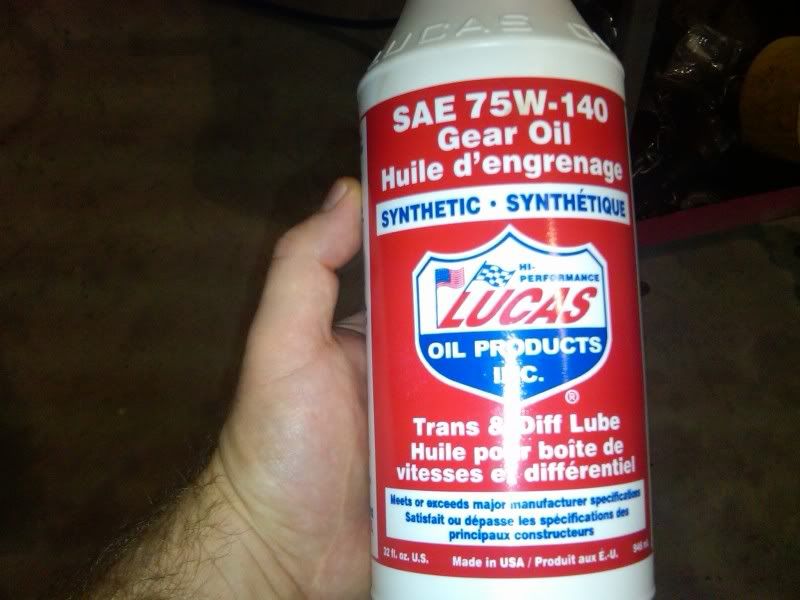 LUCAS
SAE 75W-140
Gear Oil
Huile d'engrenage
SYNTHETIC • SYNTHÉTIQUE
HI-
PERFORMANCE
LUCAS
OIL PRODUCTS
INC.
®
Trans & Diff Lube
Huile pour boîte de
vitesses et différentiel
Meets or exceeds major manufacturer specifications
Satisfait ou dépasse les spécifications des
principaux constructeurs
32 fl. oz. U.S. Made in USA / Produit aux É.-U. 946 mL